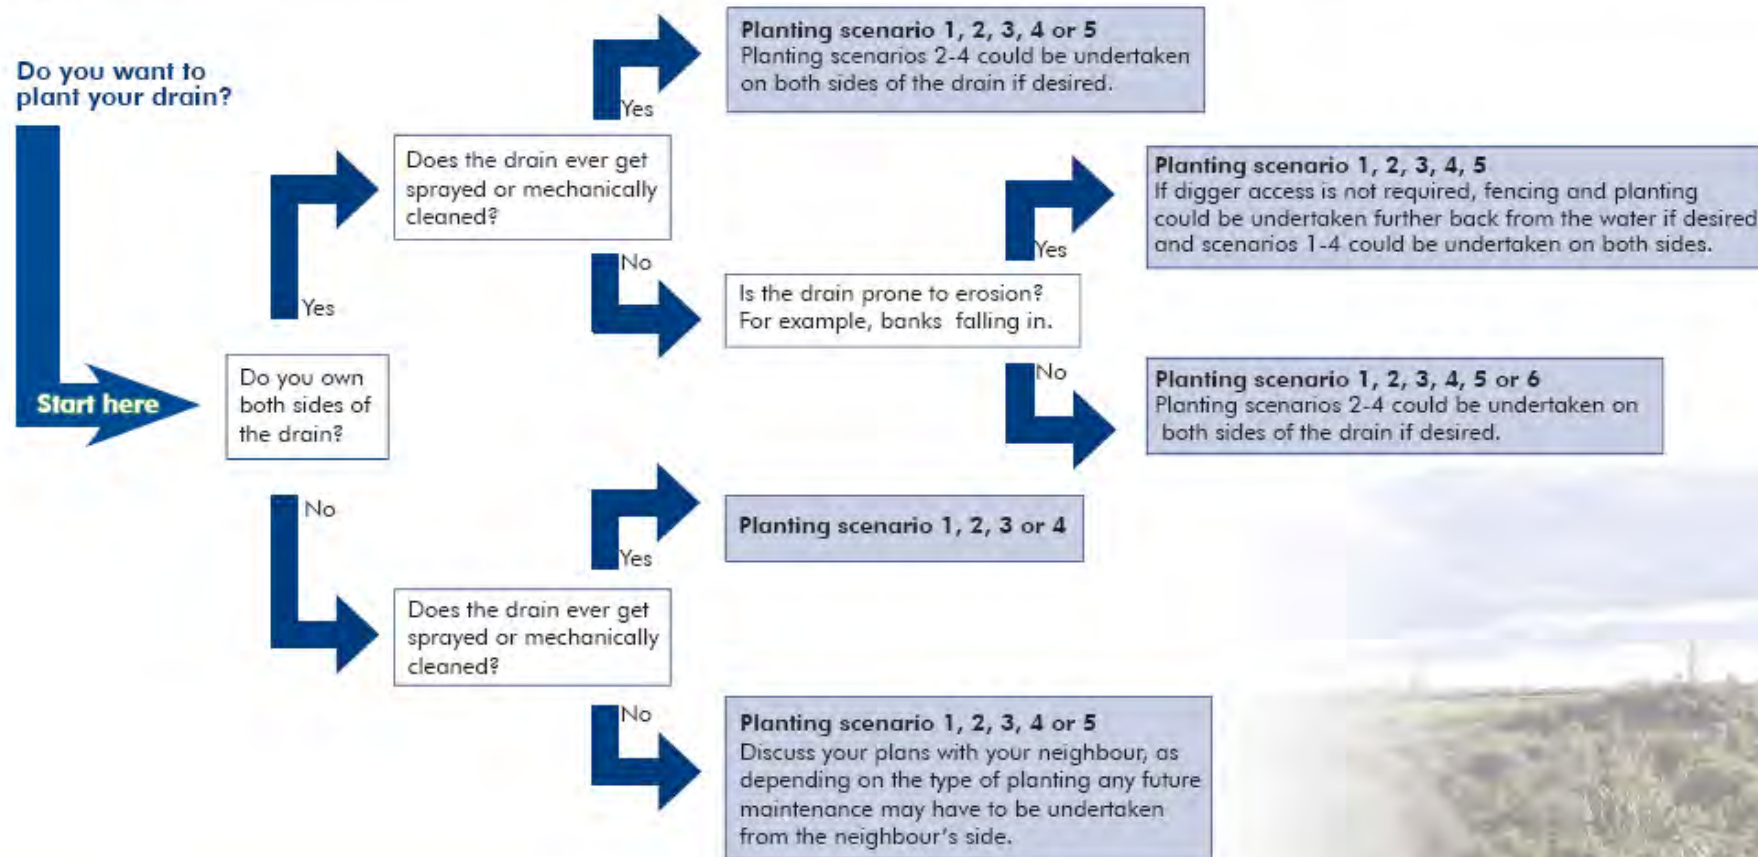 Do you want to
plant your drain?
Start here
Do you own
both sides of
the drain?
Yes
Does the drain ever get
sprayed or mechanically
cleaned?
Yes
Planting scenario 1, 2, 3, 4 or 5
Planting scenarios 2-4 could be undertaken
on both sides of the drain if desired.
No
Is the drain prone to erosion?
For example, banks falling in.
Yes
Planting scenario 1, 2, 3, 4, 5
If digger access is not required, fencing and planting
could be undertaken further back from the water if desired
and scenarios 1-4 could be undertaken on both sides.
No
Planting scenario 1, 2, 3, 4, 5 or 6
Planting scenarios 2-4 could be undertaken on
both sides of the drain if desired.
No
Does the drain ever get
sprayed or mechanically
cleaned?
Yes
Planting scenario 1, 2, 3 or 4
No
Planting scenario 1, 2, 3, 4 or 5
Discuss your plans with your neighbour, as
depending on the type of planting any future
maintenance may have to be undertaken
from the neighbour's side.